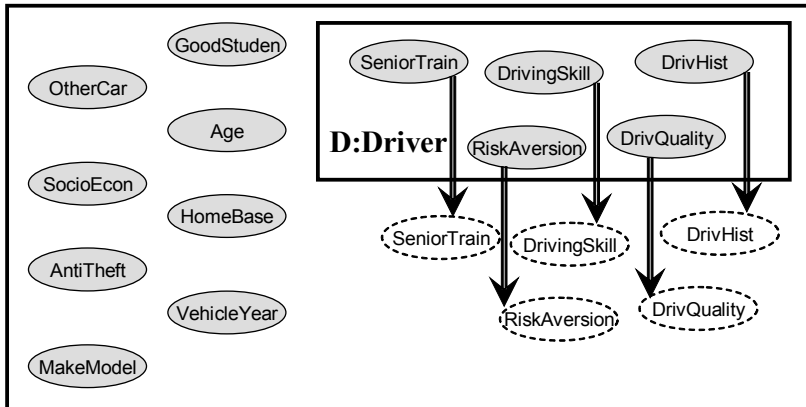 GoodStuden
OtherCar
Age
SocioEcon
HomeBase
AntiTheft
VehicleYear
MakeModel
SeniorTrain
DrivingSkill
DrivHist
D:Driver
RiskAversion
DrivQuality
SeniorTrain
DrivingSkill
DrivHist
RiskAversion
DrivQuality